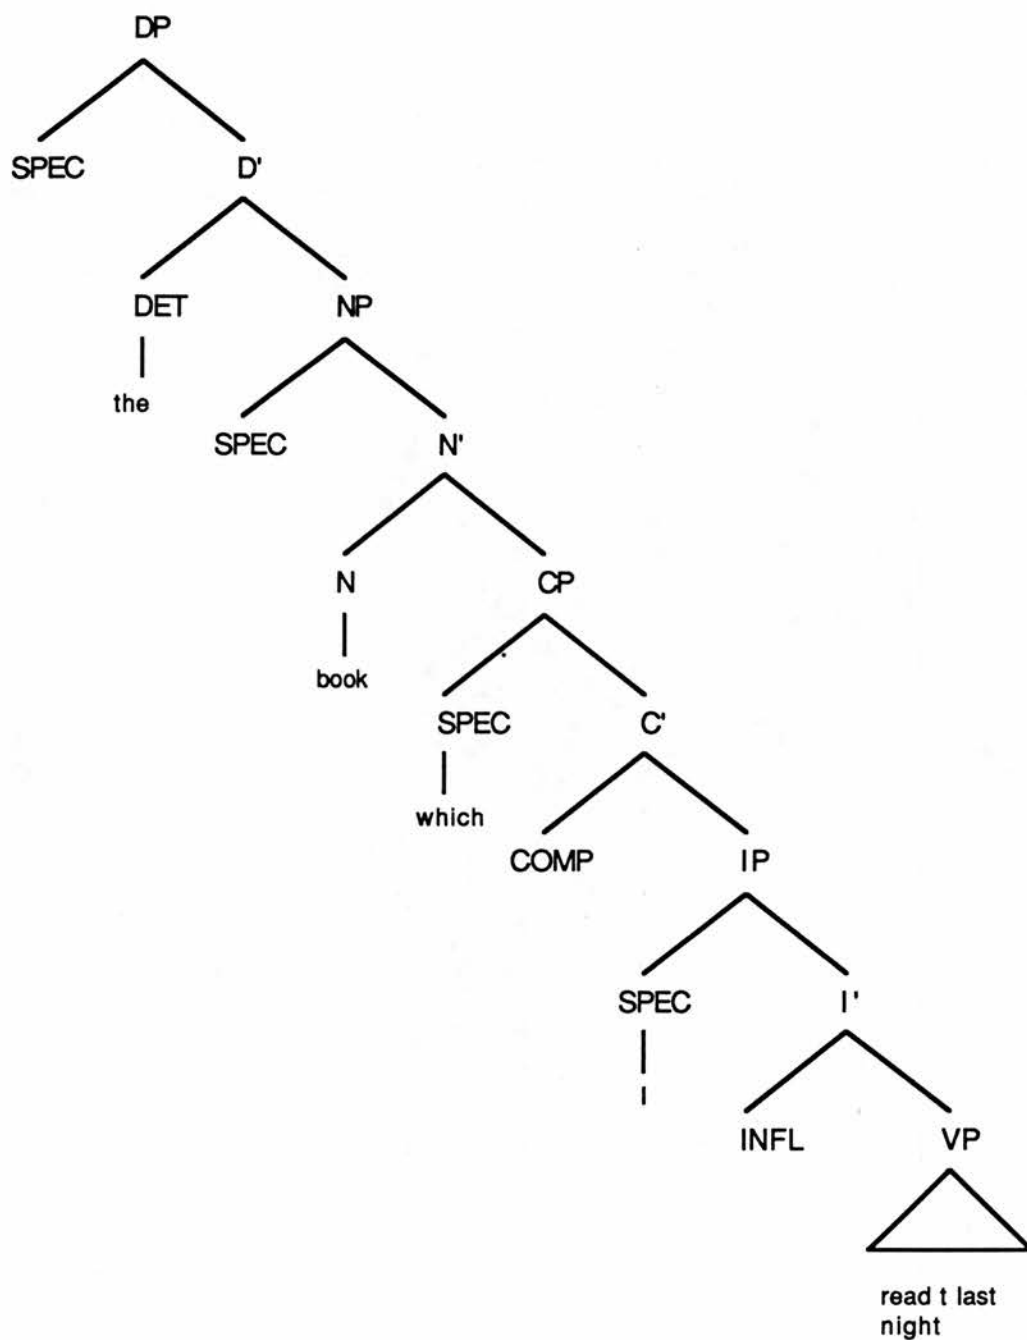 DP
SPEC D'
DET NP
the
SPEC N'
N CP
book
SPEC C'
which
COMP IP
SPEC I'
I
INFL VP
read t last
night